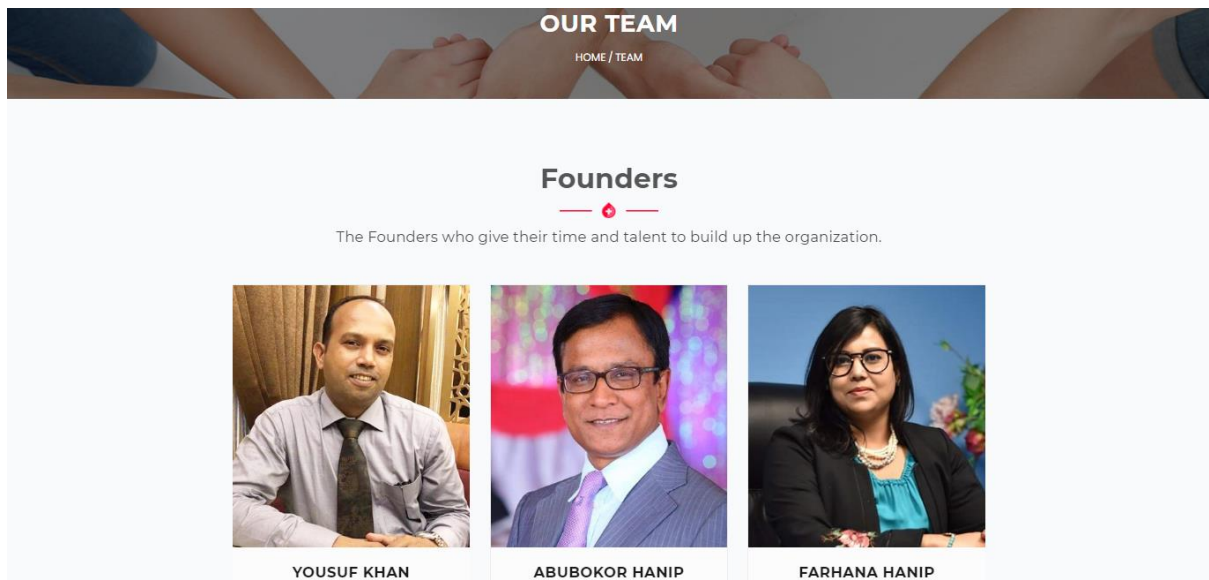 OUR TEAM
HOME / TEAM
Founders
The Founders who give their time and talent to build up the organization.
YOUSUF KHAN
ABUBOKOR HANIP
FARHANA HANIP